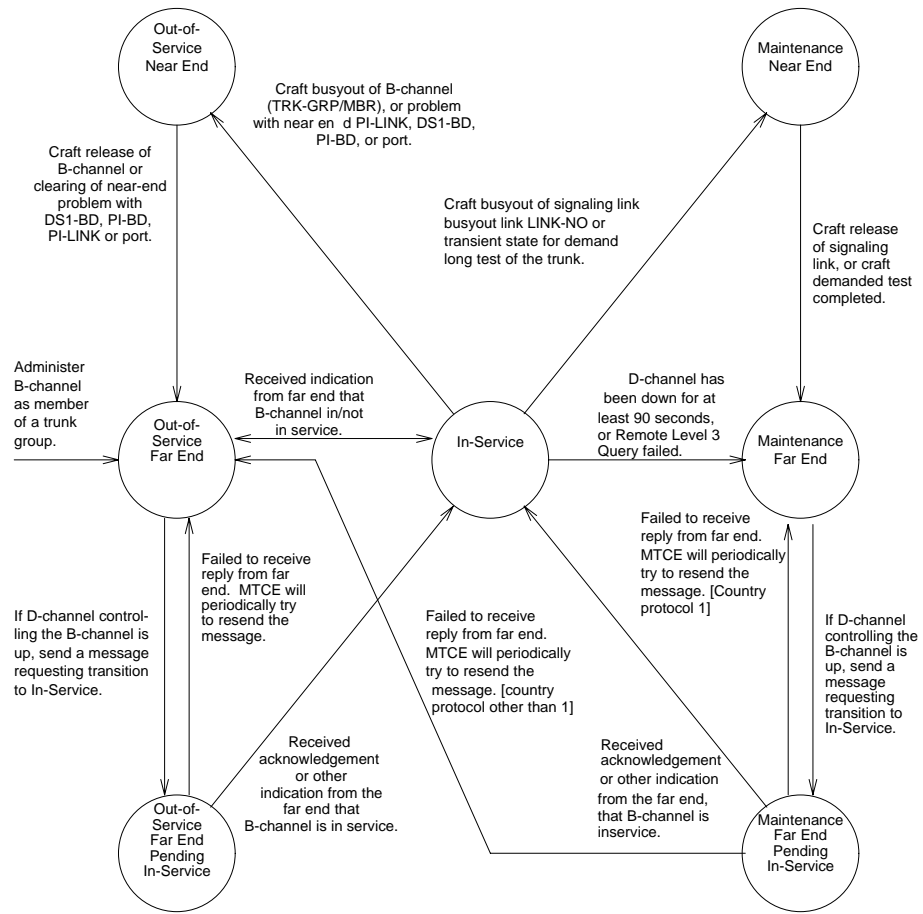 Out-of-
Service
Near End
Maintenance
Near End
Craft busyout of B-channel
(TRK-GRP/MBR), or problem
with near en d PI-LINK, DS1-BD,
PI-BD, or port.
Craft release of
B-channel or
clearing of near-end
problem with
DS1-BD, PI-BD,
PI-LINK or port.
Craft busyout of signaling link
busyout link LINK-NO or
transient state for demand
long test of the trunk.
Craft release
of signaling
link, or craft
demanded test
completed.
Administer
B-channel
as member
of a trunk
group.
Received indication
from far end that
B-channel in/not
in service.
D-channel has
been down for at
least 90 seconds,
or Remote Level 3
Query failed.
Out-of-
Service
Far End
In-Service
Maintenance
Far End
Failed to receive
reply from far
end. MTCE will
periodically try
to resend the
message.
Failed to receive
reply from far end.
MTCE will periodically
try to resend the
message. [Country
protocol 1]
If D-channel control-
ling the B-channel is
up, send a message
requesting transition
to In-Service.
Failed to receive
reply from far end.
MTCE will periodically
try to resend the
message. [country
protocol other than 1]
If D-channel
controlling the
B-channel is
up, send a
message
requesting
transition to
In-Service.
Received
acknowledgement
or other
indication from the
far end that
B-channel is in service.
Received
acknowledgement
or other indication
from the far end,
that B-channel is
inservice.
Out-of-
Service
Far End
Pending
In-Service
Maintenance
Far End
Pending
In-Service